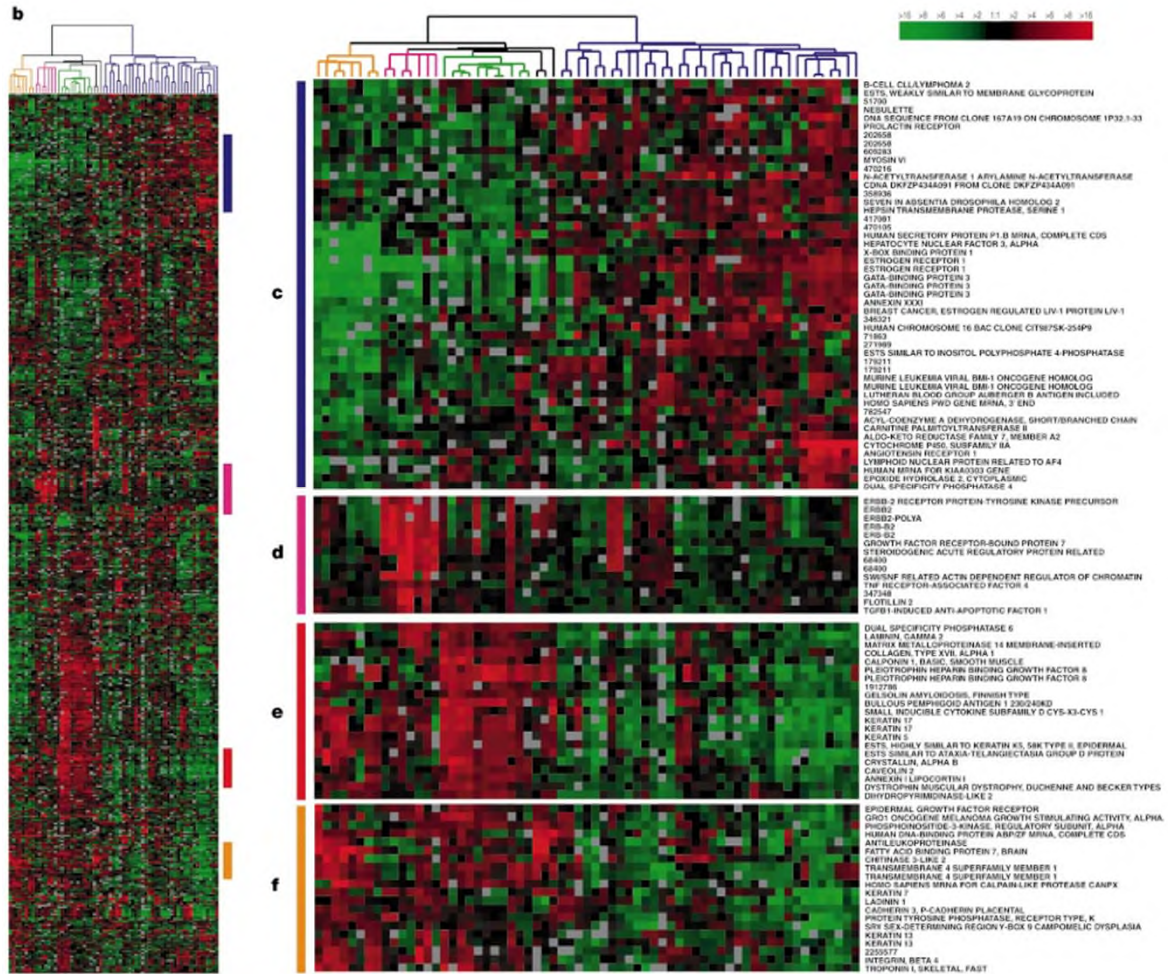 b
>16 >8 >6 >4 >2 1:1 >2 >4 >6 >8 >16
c
B-CELL CLL/LYMPHOMA 2
ESTS, WEAKLY SIMILAR TO MEMBRANE GLYCOPROTEIN
51700
NEBULETTE
DNA SEQUENCE FROM CLONE 167A19 ON CHROMOSOME 1P32.1-33
PROLACTIN RECEPTOR
202658
202658
609283
MYOSIN VI
470216
N-ACETYLTRANSFERASE 1 ARYLAMINE N-ACETYLTRANSFERASE
CDNA DKFZP434A091 FROM CLONE DKFZP434A091
358936
SEVEN IN ABSENTIA DROSOPHILA HOMOLOG 2
HEPSIN TRANSMEMBRANE PROTEASE, SERINE 1
417081
470105
HUMAN SECRETORY PROTEIN P1.B MRNA, COMPLETE CDS
HEPATOCYTE NUCLEAR FACTOR 3, ALPHA
X-BOX BINDING PROTEIN 1
ESTROGEN RECEPTOR 1
ESTROGEN RECEPTOR 1
GATA-BINDING PROTEIN 3
GATA-BINDING PROTEIN 3
GATA-BINDING PROTEIN 3
ANNEXIN XXXI
BREAST CANCER, ESTROGEN REGULATED LIV-1 PROTEIN LIV-1
346321
HUMAN CHROMOSOME 16 BAC CLONE CIT987SK-254P9
71863
271989
ESTS SIMILAR TO INOSITOL POLYPHOSPHATE 4-PHOSPHATASE
179211
179211
MURINE LEUKEMIA VIRAL BMI-1 ONCOGENE HOMOLOG
MURINE LEUKEMIA VIRAL BMI-1 ONCOGENE HOMOLOG
LUTHERAN BLOOD GROUP AUBERGER B ANTIGEN INCLUDED
HOMO SAPIENS PWD GENE MRNA, 3' END
782547
ACYL-COENZYME A DEHYDROGENASE, SHORT/BRANCHED CHAIN
CARNITINE PALMITOYLTRANSFERASE II
ALDO-KETO REDUCTASE FAMILY 7, MEMBER A2
CYTOCHROME P450, SUBFAMILY IIA
ANGIOTENSIN RECEPTOR 1
LYMPHOID NUCLEAR PROTEIN RELATED TO AF4
HUMAN MRNA FOR KIAA0303 GENE
EPOXIDE HYDROLASE 2, CYTOPLASMIC
DUAL SPECIFICITY PHOSPHATASE 4
d
ERBB-2 RECEPTOR PROTEIN-TYROSINE KINASE PRECURSOR
ERBB2
ERBB2-POLYA
ERB-B2
ERB-B2
GROWTH FACTOR RECEPTOR-BOUND PROTEIN 7
STEROIDOGENIC ACUTE REGULATORY PROTEIN RELATED
68400
68400
SWI/SNF RELATED ACTIN DEPENDENT REGULATOR OF CHROMATIN
TNF RECEPTOR-ASSOCIATED FACTOR 4
347348
FLOTILLIN 2
TGFB1-INDUCED ANTI-APOPTOTIC FACTOR 1
e
DUAL SPECIFICITY PHOSPHATASE 6
LAMININ, GAMMA 2
MATRIX METALLOPROTEINASE 14 MEMBRANE-INSERTED
COLLAGEN, TYPE XVII, ALPHA 1
CALPONIN 1, BASIC, SMOOTH MUSCLE
PLEIOTROPHIN HEPARIN BINDING GROWTH FACTOR 8
PLEIOTROPHIN HEPARIN BINDING GROWTH FACTOR 8
1912786
GELSOLIN AMYLOIDOSIS, FINNISH TYPE
BULLOUS PEMPHIGOID ANTIGEN 1 230/240KD
SMALL INDUCIBLE CYTOKINE SUBFAMILY D CYS-X3-CYS 1
KERATIN 17
KERATIN 17
KERATIN 5
ESTS, HIGHLY SIMILAR TO KERATIN K5, 58K TYPE II, EPIDERMAL
ESTS SIMILAR TO ATAXIA-TELANGIECTASIA GROUP D PROTEIN
CRYSTALLIN, ALPHA B
CAVEOLIN 2
ANNEXIN I LIPOCORTIN I
DYSTROPHIN MUSCULAR DYSTROPHY, DUCHENNE AND BECKER TYPES
DIHYDROPYRIMIDINASE-LIKE 2
f
EPIDERMAL GROWTH FACTOR RECEPTOR
GRO1 ONCOGENE MELANOMA GROWTH STIMULATING ACTIVITY, ALPHA
PHOSPHOINOSITIDE-3-KINASE, REGULATORY SUBUNIT, ALPHA
HUMAN DNA-BINDING PROTEIN ABP/ZF MRNA, COMPLETE CDS
ANTILEUKOPROTEINASE
FATTY ACID BINDING PROTEIN 7, BRAIN
CHITINASE 3-LIKE 2
TRANSMEMBRANE 4 SUPERFAMILY MEMBER 1
TRANSMEMBRANE 4 SUPERFAMILY MEMBER 1
HOMO SAPIENS MRNA FOR CALPAIN-LIKE PROTEASE CANPX
KERATIN 7
LADININ 1
CADHERIN 3, P-CADHERIN PLACENTAL
PROTEIN TYROSINE PHOSPHATASE, RECEPTOR TYPE, K
SRY SEX-DETERMINING REGION Y-BOX 9 CAMPOMELIC DYSPLASIA
KERATIN 13
KERATIN 13
2255577
INTEGRIN, BETA 4
TROPONIN I, SKELETAL, FAST